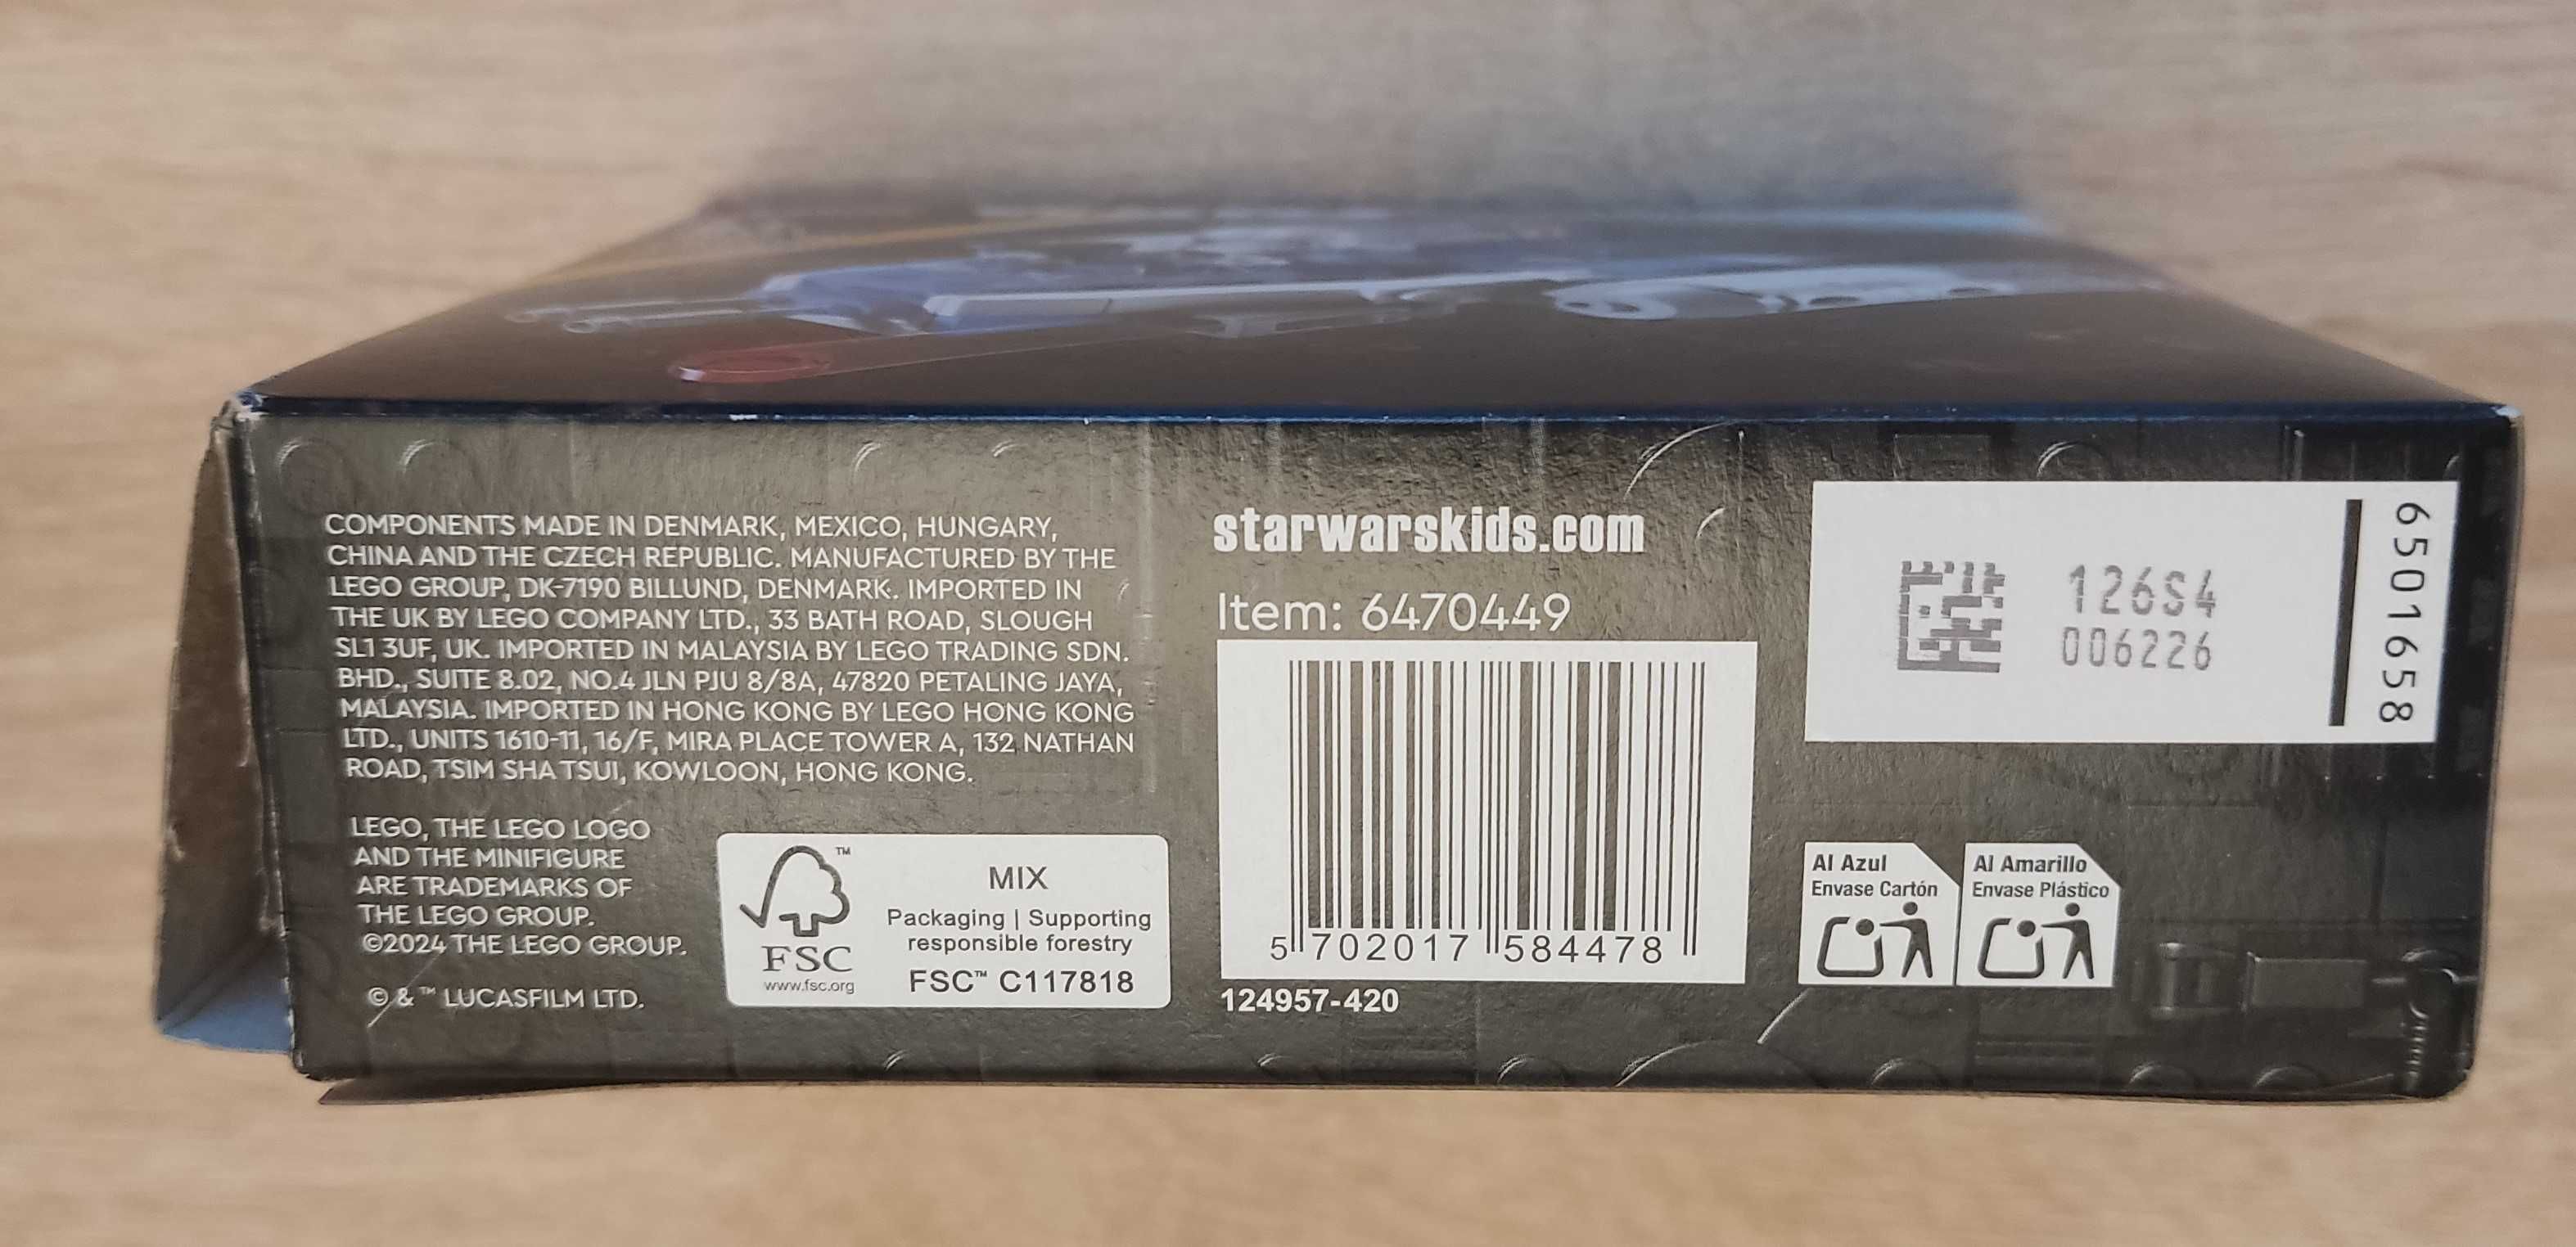 COMPONENTS MADE IN DENMARK, MEXICO, HUNGARY,
CHINA AND THE CZECH REPUBLIC. MANUFACTURED BY THE
LEGO GROUP, DK-7190 BILLUND, DENMARK. IMPORTED IN
THE UK BY LEGO COMPANY LTD., 33 BATH ROAD, SLOUGH
SL1 3UF, UK. IMPORTED IN MALAYSIA BY LEGO TRADING SDN.
BHD., SUITE 8.02, NO.4 JLN PJU 8/8A, 47820 PETALING JAYA,
MALAYSIA. IMPORTED IN HONG KONG BY LEGO HONG KONG
LTD., UNITS 1610-11, 16/F, MIRA PLACE TOWER A, 132 NATHAN
ROAD, TSIM SHA TSUI, KOWLOON, HONG KONG.
LEGO, THE LEGO LOGO
AND THE MINIFIGURE
ARE TRADEMARKS OF
THE LEGO GROUP.
©2024 THE LEGO GROUP.
© & ™ LUCASFILM LTD.
™
FSC
www.fsc.org
MIX
Packaging | Supporting
responsible forestry
FSC™ C117818
starwarskids.com
Item: 6470449
5 702017 584478
124957-420
126S4
006226
6501658
Al Azul
Envase Cartón
Al Amarillo
Envase Plástico